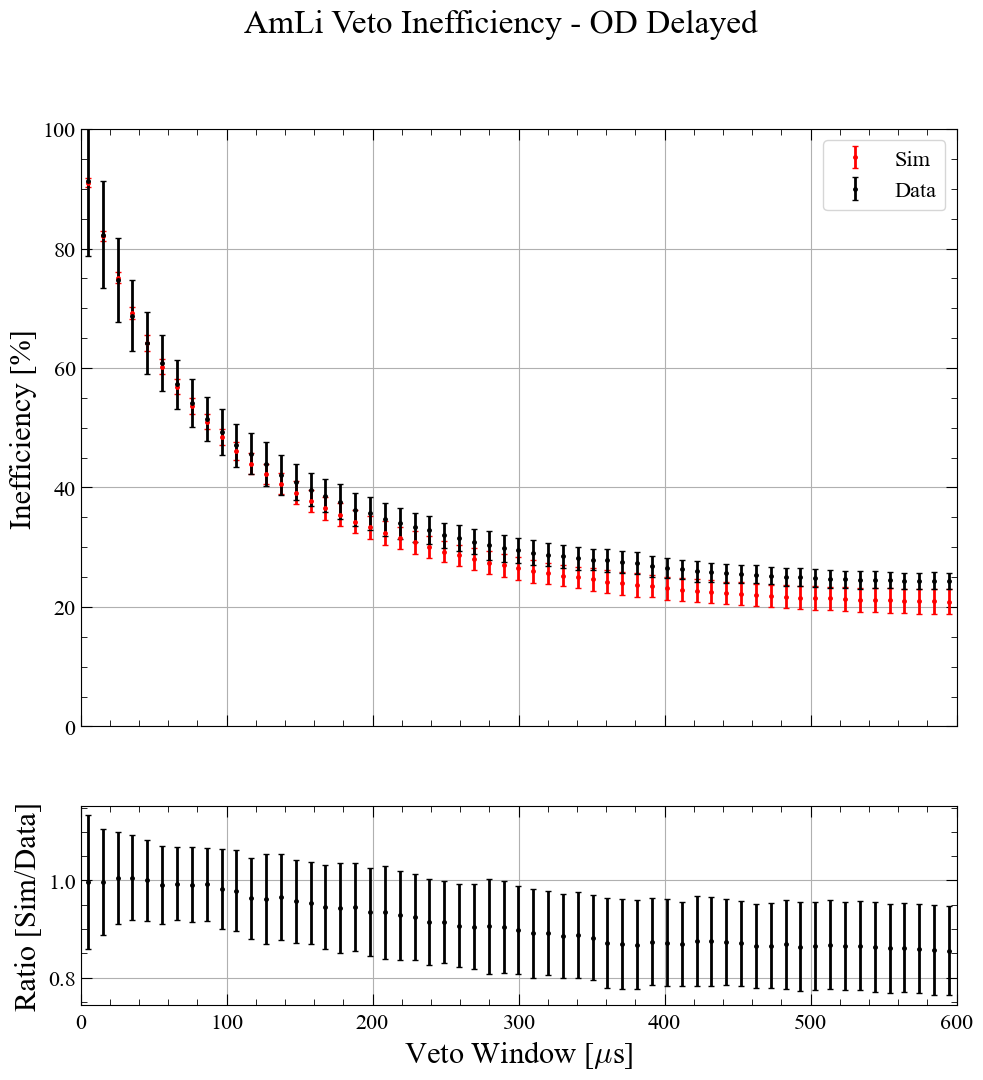 AmLi Veto Inefficiency - OD Delayed
100
80
60
40
20
0
Inefficiency [%]
Sim
Data
1.0
0.8
Ratio [Sim/Data]
0 100 200 300 400 500 600
Veto Window [μs]